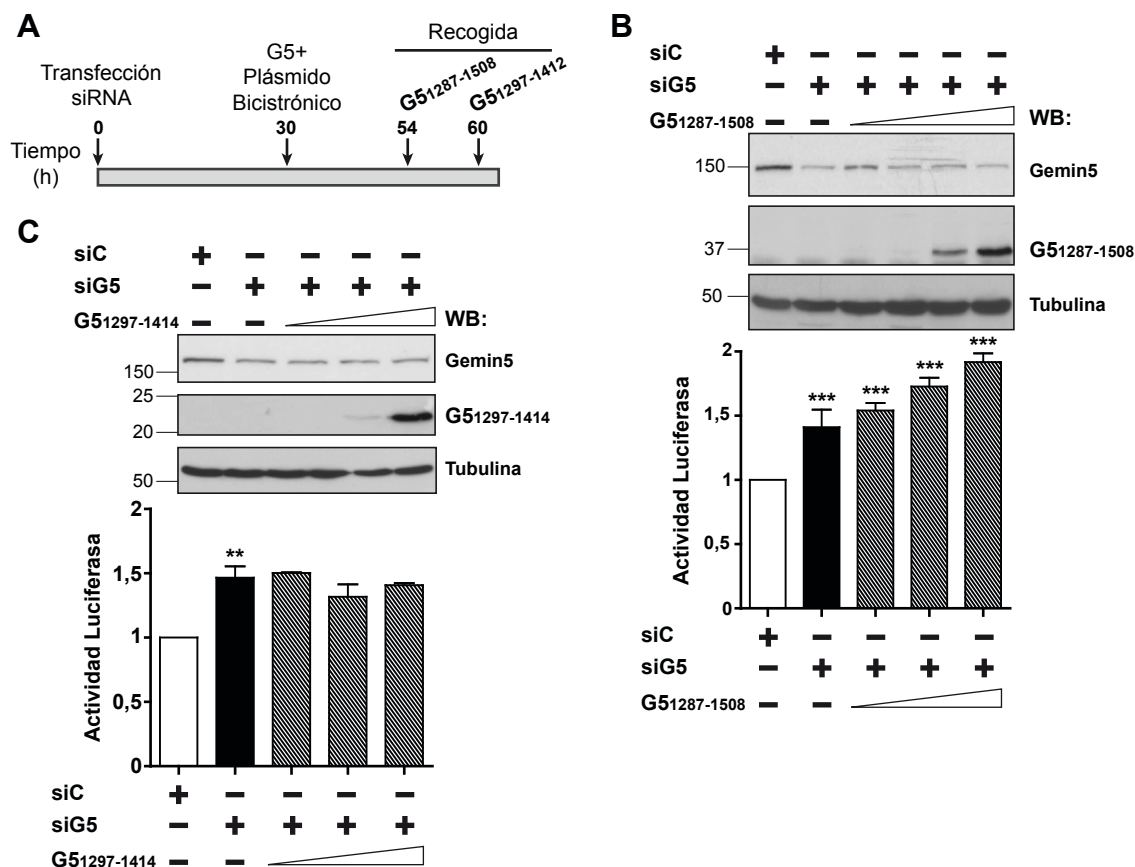 A
Transfección
siRNA
G5+
Plásmido
Bicistrónico
Recogida
G51287-1508
G51297-1412
0
30
54
60
Tiempo
(h)
B
siC + − − − − −
siG5 − + + + + +
G51287-1508 − − WB:
150 Gemin5
37 G51287-1508
50 Tubulina
2
1,5
1
0,5
0
Actividad Luciferasa
*** *** *** ***
siC + − − − −
siG5 − + + + +
G51287-1508 − −
C
siC + − − − −
siG5 − + + + +
G51297-1414 − − WB:
150 Gemin5
25
20 G51297-1414
50 Tubulina
2
1,5
1
0,5
0
Actividad Luciferasa
**
siC + − − − −
siG5 − + + + +
G51297-1414 − −